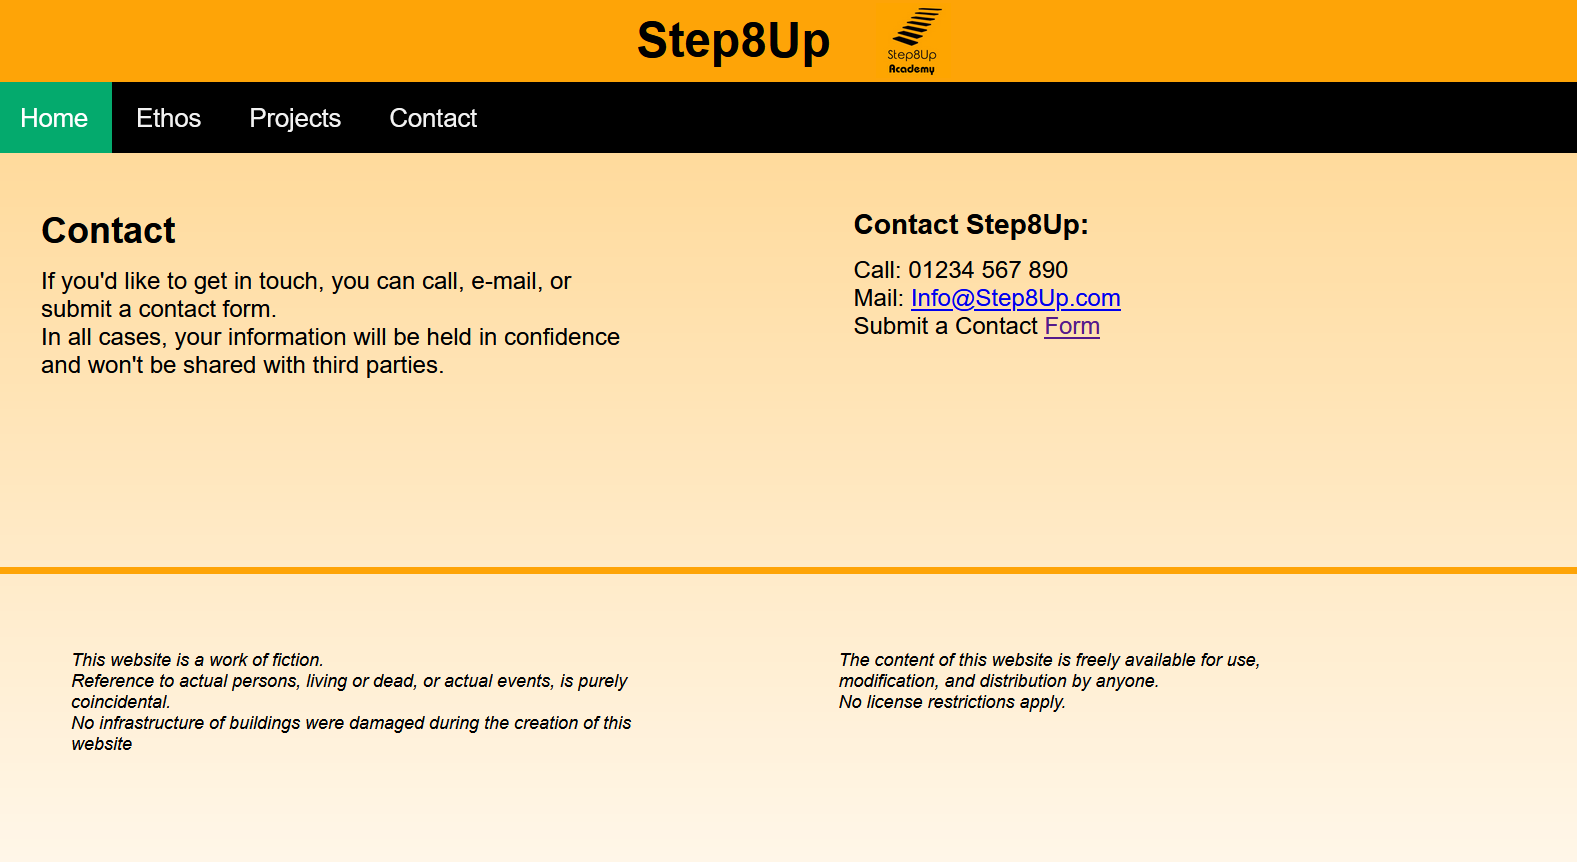 Step8Up
Step8Up
Academy
Home Ethos Projects Contact
Contact
If you'd like to get in touch, you can call, e-mail, or
submit a contact form.
In all cases, your information will be held in confidence
and won't be shared with third parties.
Contact Step8Up:
Call: 01234 567 890
Mail: Info@Step8Up.com
Submit a Contact Form
This website is a work of fiction.
Reference to actual persons, living or dead, or actual events, is purely
coincidental.
No infrastructure of buildings were damaged during the creation of this
website
The content of this website is freely available for use,
modification, and distribution by anyone.
No license restrictions apply.